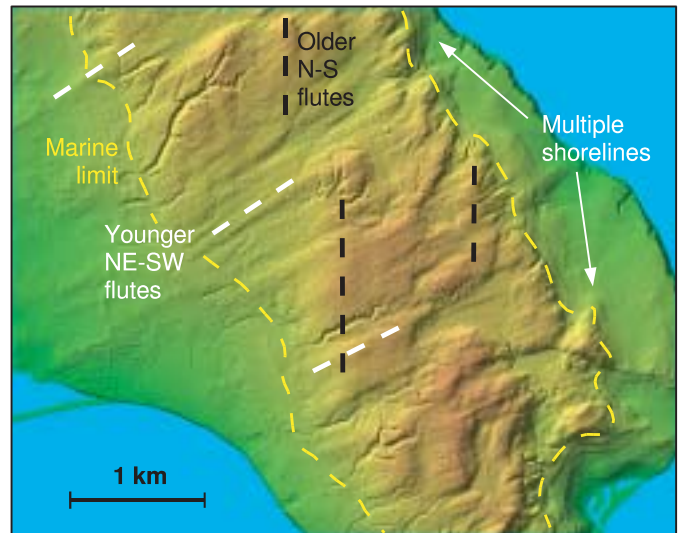 Older
N-S
flutes
Multiple
shorelines
Marine
limit
Younger
NE-SW
flutes
1 km